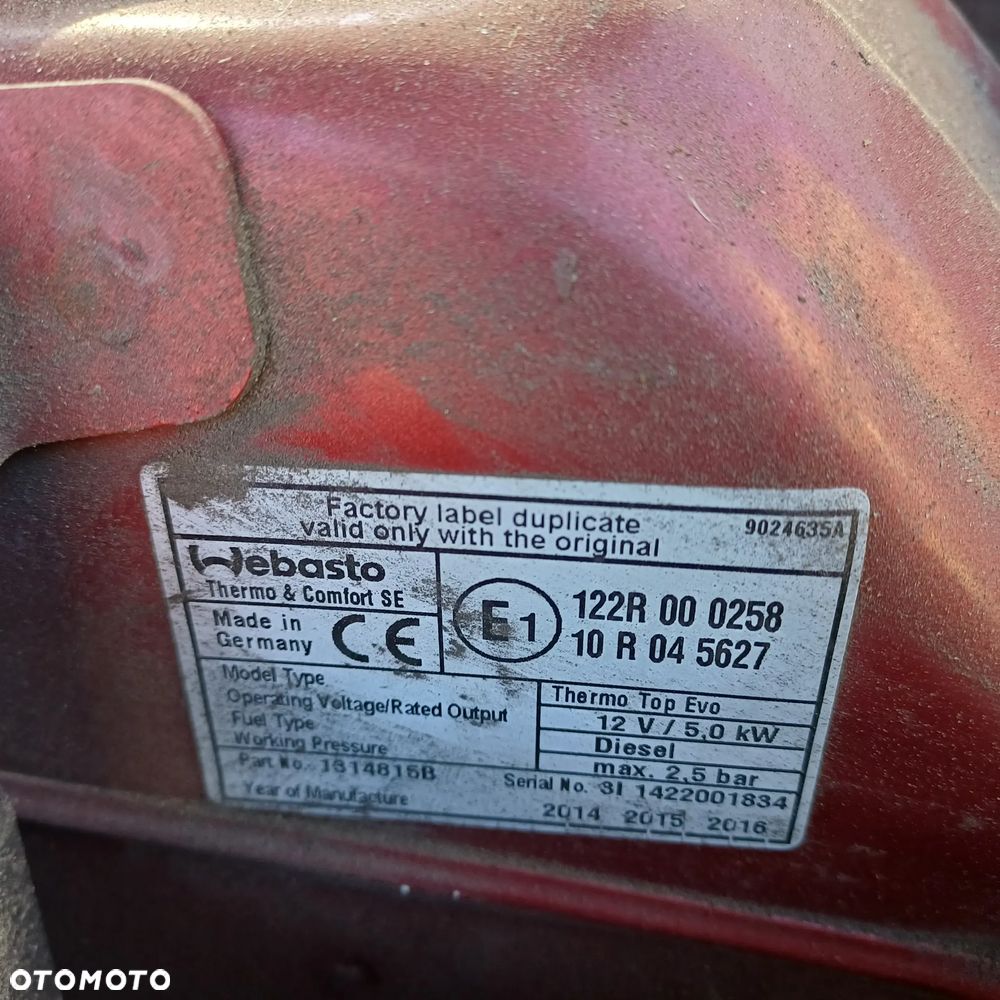 Factory label duplicate
valid only with the original
9024635A
Webasto
Thermo & Comfort SE
Made in
Germany
CE
E1
122R 00 0258
10 R 04 5627
Model Type
Thermo Top Evo
Operating Voltage/Rated Output
12 V / 5,0 kW
Fuel Type
Diesel
Working Pressure
max. 2,5 bar
Part No. 1314815B
Serial No. 3I 1422001834
Year of Manufacture
2014 2015 2016
OTOMOTO